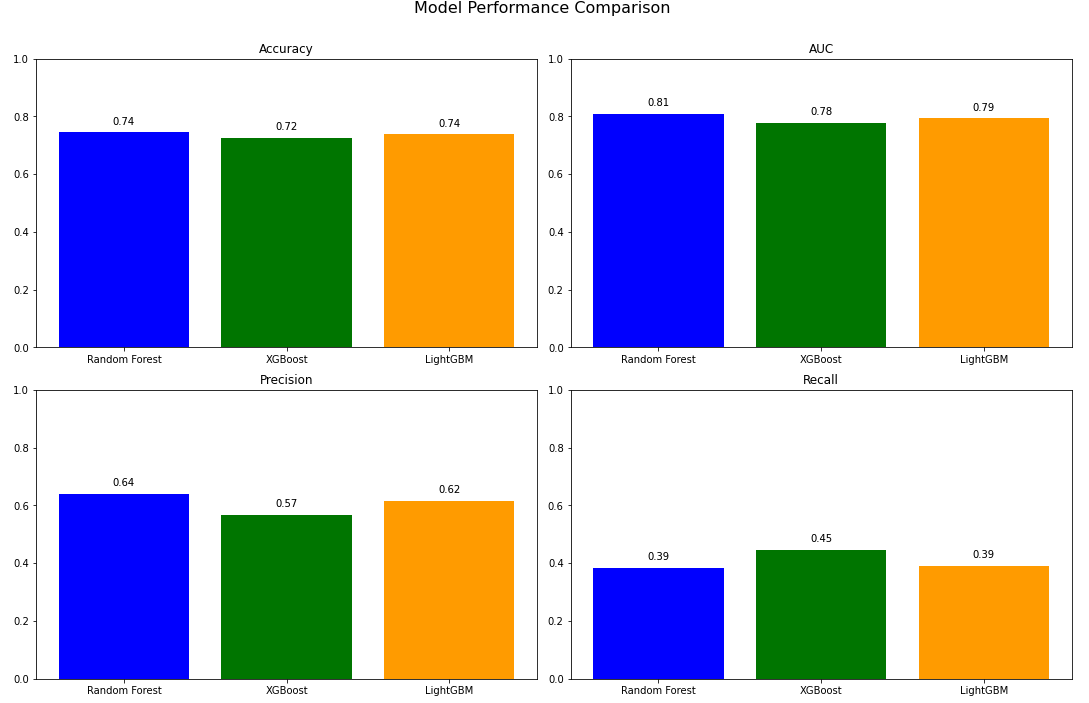 Model Performance Comparison
Accuracy
1.0
0.8
0.6
0.4
0.2
0.0
0.74
0.72
0.74
Random Forest
XGBoost
LightGBM
AUC
1.0
0.8
0.6
0.4
0.2
0.0
0.81
0.78
0.79
Random Forest
XGBoost
LightGBM
Precision
1.0
0.8
0.6
0.4
0.2
0.0
0.64
0.57
0.62
Random Forest
XGBoost
LightGBM
Recall
1.0
0.8
0.6
0.4
0.2
0.0
0.39
0.45
0.39
Random Forest
XGBoost
LightGBM